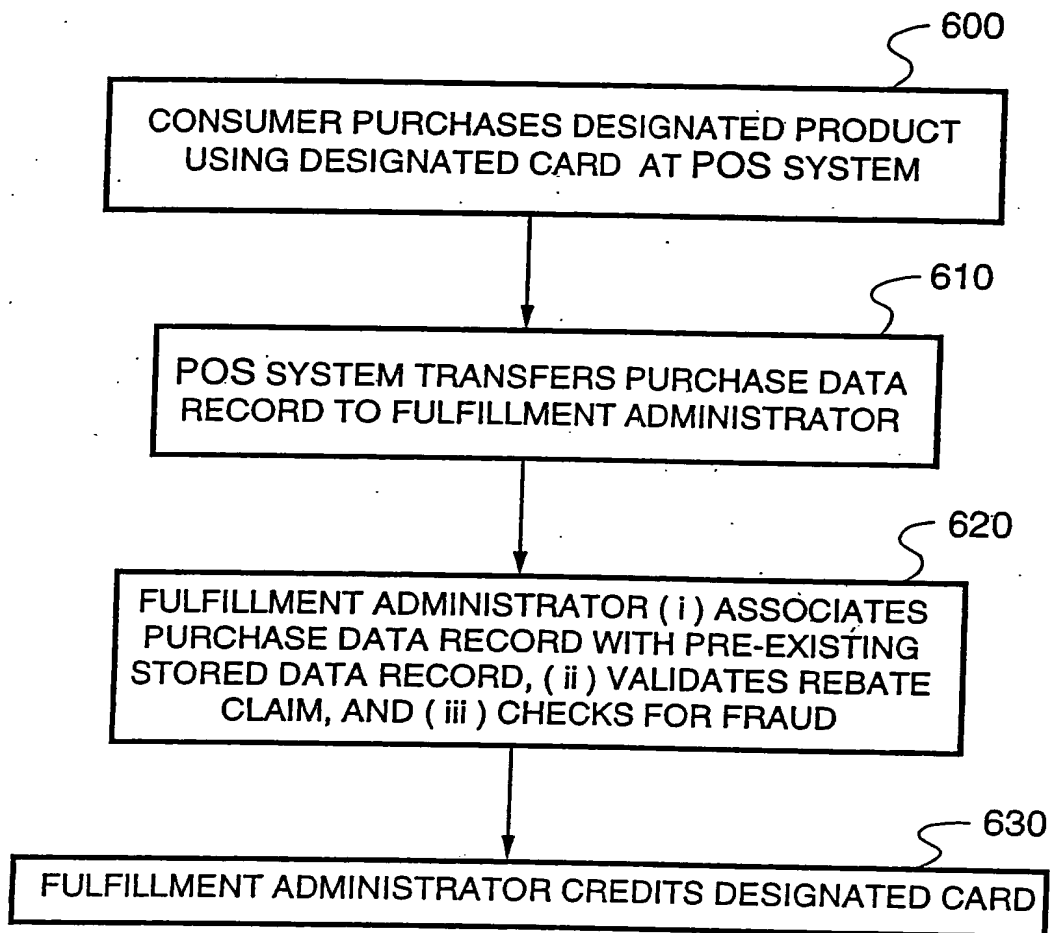 600
CONSUMER PURCHASES DESIGNATED PRODUCT
USING DESIGNATED CARD AT POS SYSTEM
610
POS SYSTEM TRANSFERS PURCHASE DATA
RECORD TO FULFILLMENT ADMINISTRATOR
620
FULFILLMENT ADMINISTRATOR ( i ) ASSOCIATES
PURCHASE DATA RECORD WITH PRE-EXISTING
STORED DATA RECORD, ( ii ) VALIDATES REBATE
CLAIM, AND ( iii ) CHECKS FOR FRAUD
630
FULFILLMENT ADMINISTRATOR CREDITS DESIGNATED CARD